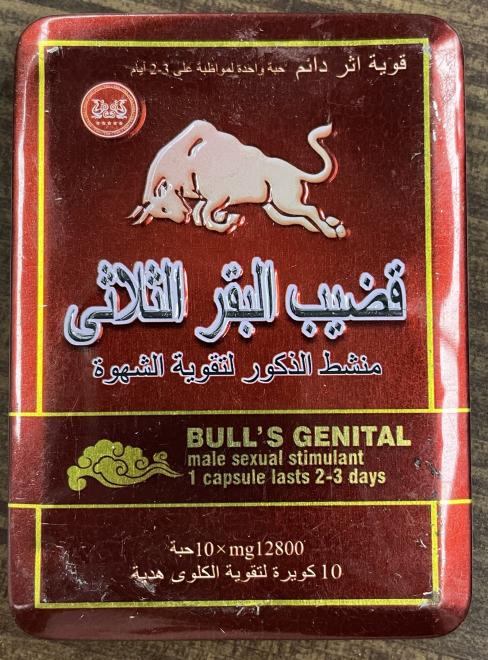 قوية اثر دائم حبة واحدة لمواظبة على 3-2 أيام
قضيب البقر الثلاثى
منشط الذكور لتقوية الشهوة
BULL'S GENITAL
male sexual stimulant
1 capsule lasts 2-3 days
10×mg12800حبة
10 كويرة لتقوية الكلوى هدية